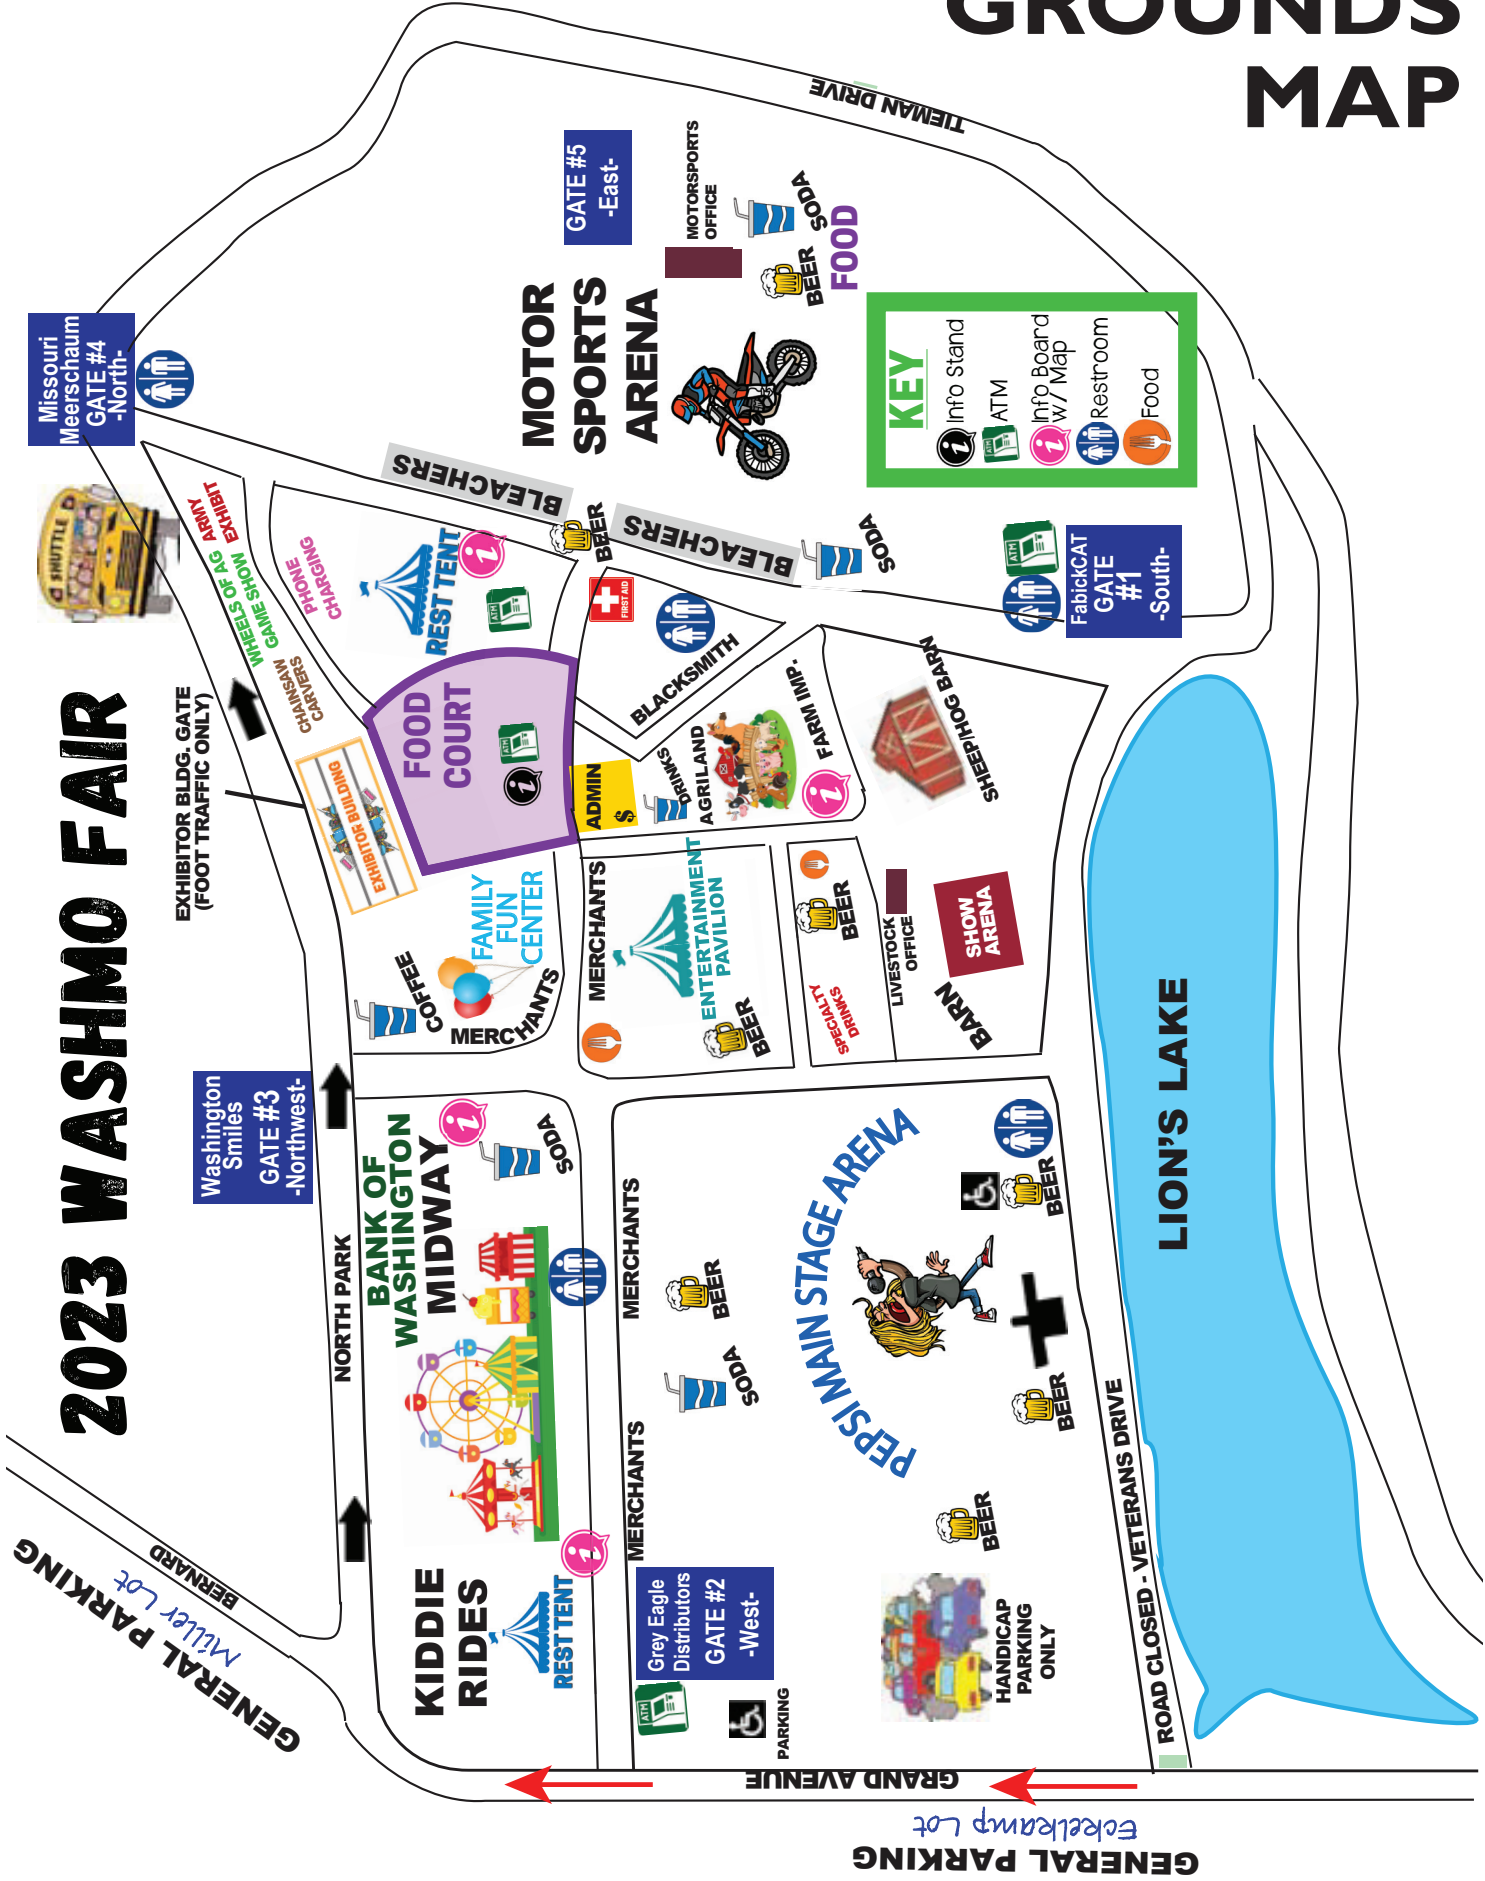 2023 WASHMO FAIR
GROUNDS
MAP
TIEMAN DRIVE
GATE #5
-East-
MOTORSPORTS
OFFICE
SODA
BEER
FOOD
MOTOR
SPORTS
ARENA
Missouri
Meerschaum
GATE #4
-North-
SHUTTLE
KEY
Info Stand
ATM
Info Board
w/ Map
Restroom
Food
BLEACHERS
BEER
BLEACHERS
SODA
ATM
FabickCAT
GATE
#1
-South-
ARMY
EXHIBIT
WHEELS OF AG
GAME SHOW
CHAINSAW
CARVERS
PHONE
CHARGING
REST TENT
ATM
FIRST AID
BLACKSMITH
EXHIBITOR BLDG. GATE
(FOOT TRAFFIC ONLY)
EXHIBITOR BUILDING
FOOD
COURT
ATM
ADMIN
$
DRINKS
AGRILAND
FARM IMP.
SHEEP/HOG BARN
COFFEE
FAMILY
FUN
CENTER
MERCHANTS
MERCHANTS
ENTERTAINMENT
PAVILION
BEER
BEER
SPECIALTY
DRINKS
LIVESTOCK
OFFICE
SHOW
ARENA
BARN
Washington
Smiles
GATE #3
-Northwest-
NORTH PARK
BANK OF
WASHINGTON
MIDWAY
SODA
MERCHANTS
BEER
SODA
MERCHANTS
PEPSI MAIN STAGE ARENA
BEER
BEER
BEER
KIDDIE
RIDES
REST TENT
Grey Eagle
Distributors
GATE #2
-West-
ATM
PARKING
HANDICAP
PARKING
ONLY
ROAD CLOSED - VETERANS DRIVE
LION'S LAKE
BERNARD
Miller Lot
GENERAL PARKING
GRAND AVENUE
Eckelkamp Lot
GENERAL PARKING